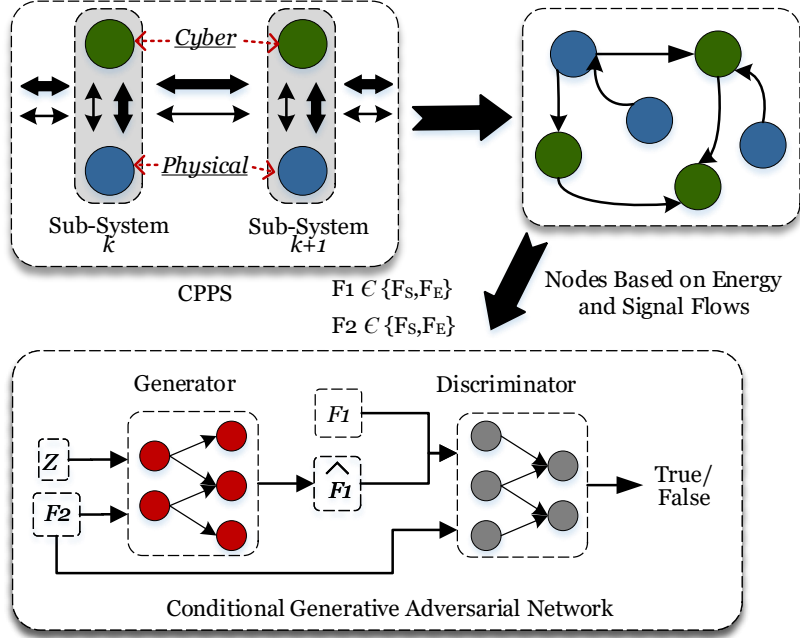 Cyber
Physical
Sub-System
k
Sub-System
k+1
CPPS
F1 Є {FS,FE}
F2 Є {FS,FE}
Nodes Based on Energy
and Signal Flows
Generator
Discriminator
Z
F2
F1
F̂1
True/
False
Conditional Generative Adversarial Network